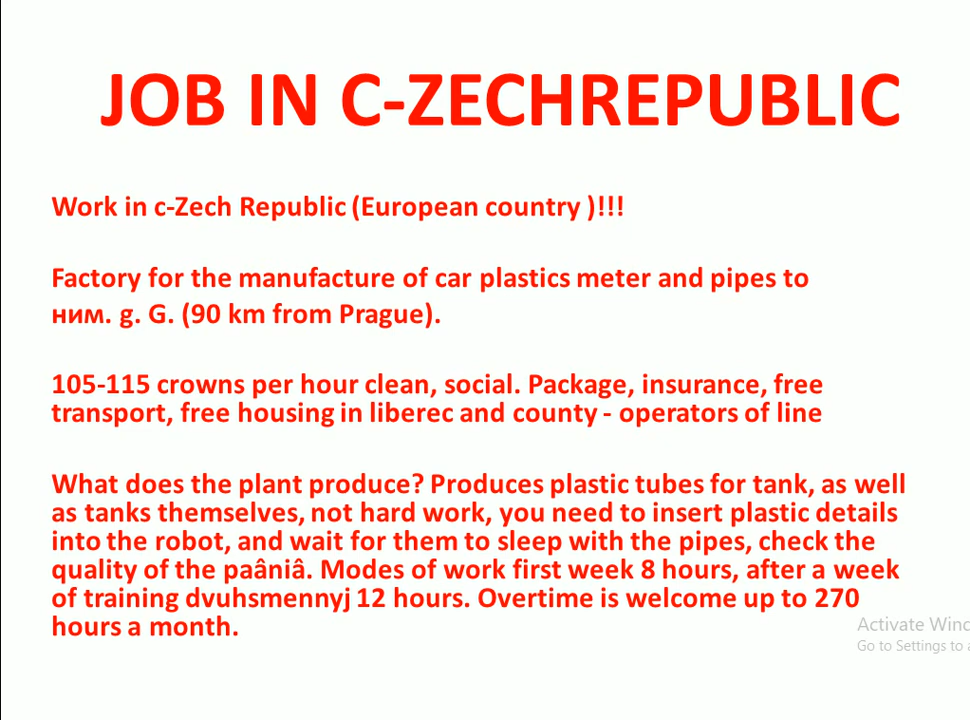 JOB IN C-ZECHREPUBLIC
Work in c-Zech Republic (European country )!!!
Factory for the manufacture of car plastics meter and pipes to
ним. g. G. (90 km from Prague).
105-115 crowns per hour clean, social. Package, insurance, free
transport, free housing in liberec and county - operators of line
What does the plant produce? Produces plastic tubes for tank, as well
as tanks themselves, not hard work, you need to insert plastic details
into the robot, and wait for them to sleep with the pipes, check the
quality of the paâniâ. Modes of work first week 8 hours, after a week
of training dvuhsmennyj 12 hours. Overtime is welcome up to 270
hours a month.
Activate Winc
Go to Settings to a